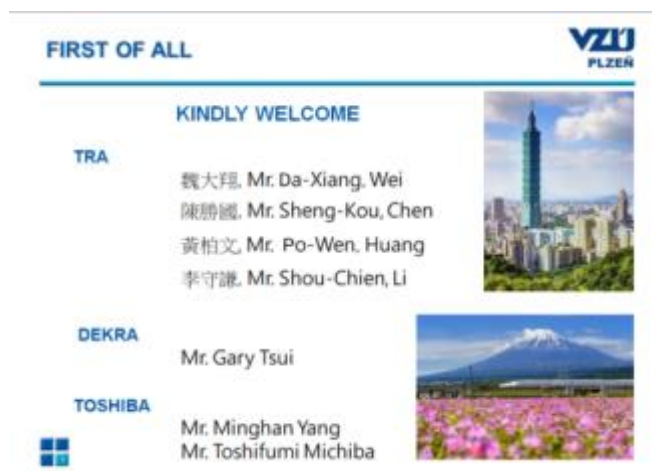 FIRST OF ALL
VZÚ
PLZEŇ
KINDLY WELCOME
TRA
魏大翔, Mr. Da-Xiang, Wei
陳勝國, Mr. Sheng-Kou, Chen
黃柏文, Mr. Po-Wen, Huang
李守謙, Mr. Shou-Chien, Li
DEKRA
Mr. Gary Tsui
TOSHIBA
Mr. Minghan Yang
Mr. Toshifumi Michiba